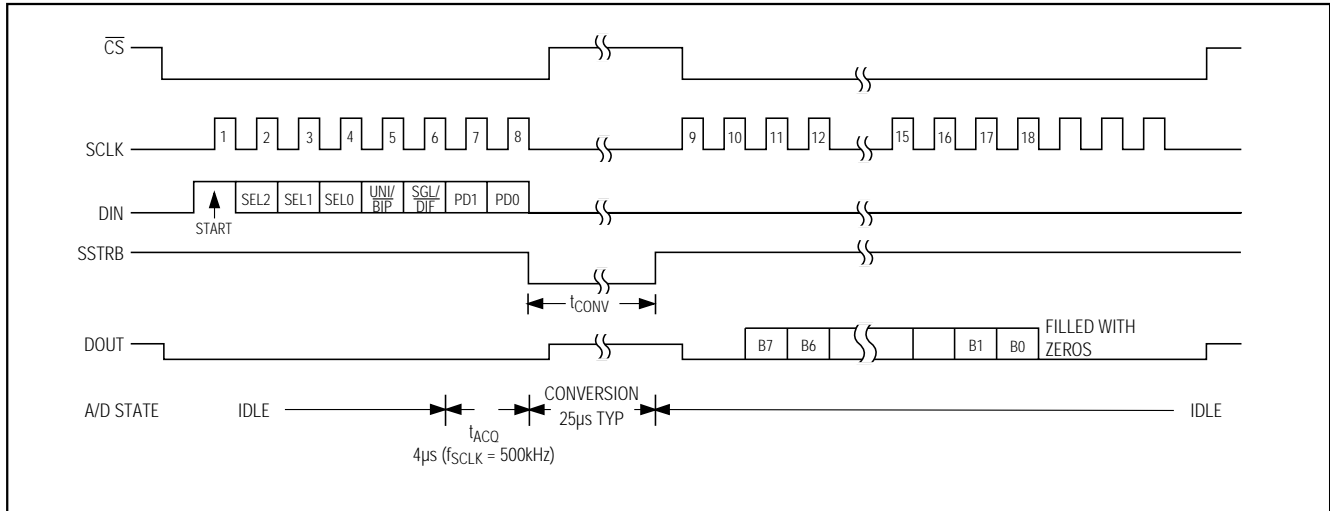 CS
SCLK 1 2 3 4 5 6 7 8 9 10 11 12 15 16 17 18
DIN SEL2 SEL1 SEL0 UNI/BIP SGL/DIF PD1 PD0
START
SSTRB
tCONV
DOUT B7 B6 B1 B0 FILLED WITH ZEROS
A/D STATE IDLE CONVERSION IDLE
25µs TYP
tACQ
4µs (fSCLK = 500kHz)